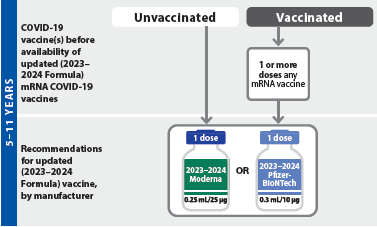 5–11 YEARS
COVID-19
vaccine(s) before
availability of
updated (2023–
2024 Formula)
mRNA COVID-19
vaccines
Unvaccinated
Vaccinated
1 or more
doses any
mRNA vaccine
Recommendations
for updated
(2023–2024
Formula) vaccine,
by manufacturer
1 dose
2023–2024
Moderna
0.25 mL/25 µg
OR
1 dose
2023–2024
Pfizer-
BioNTech
0.3 mL/10 µg